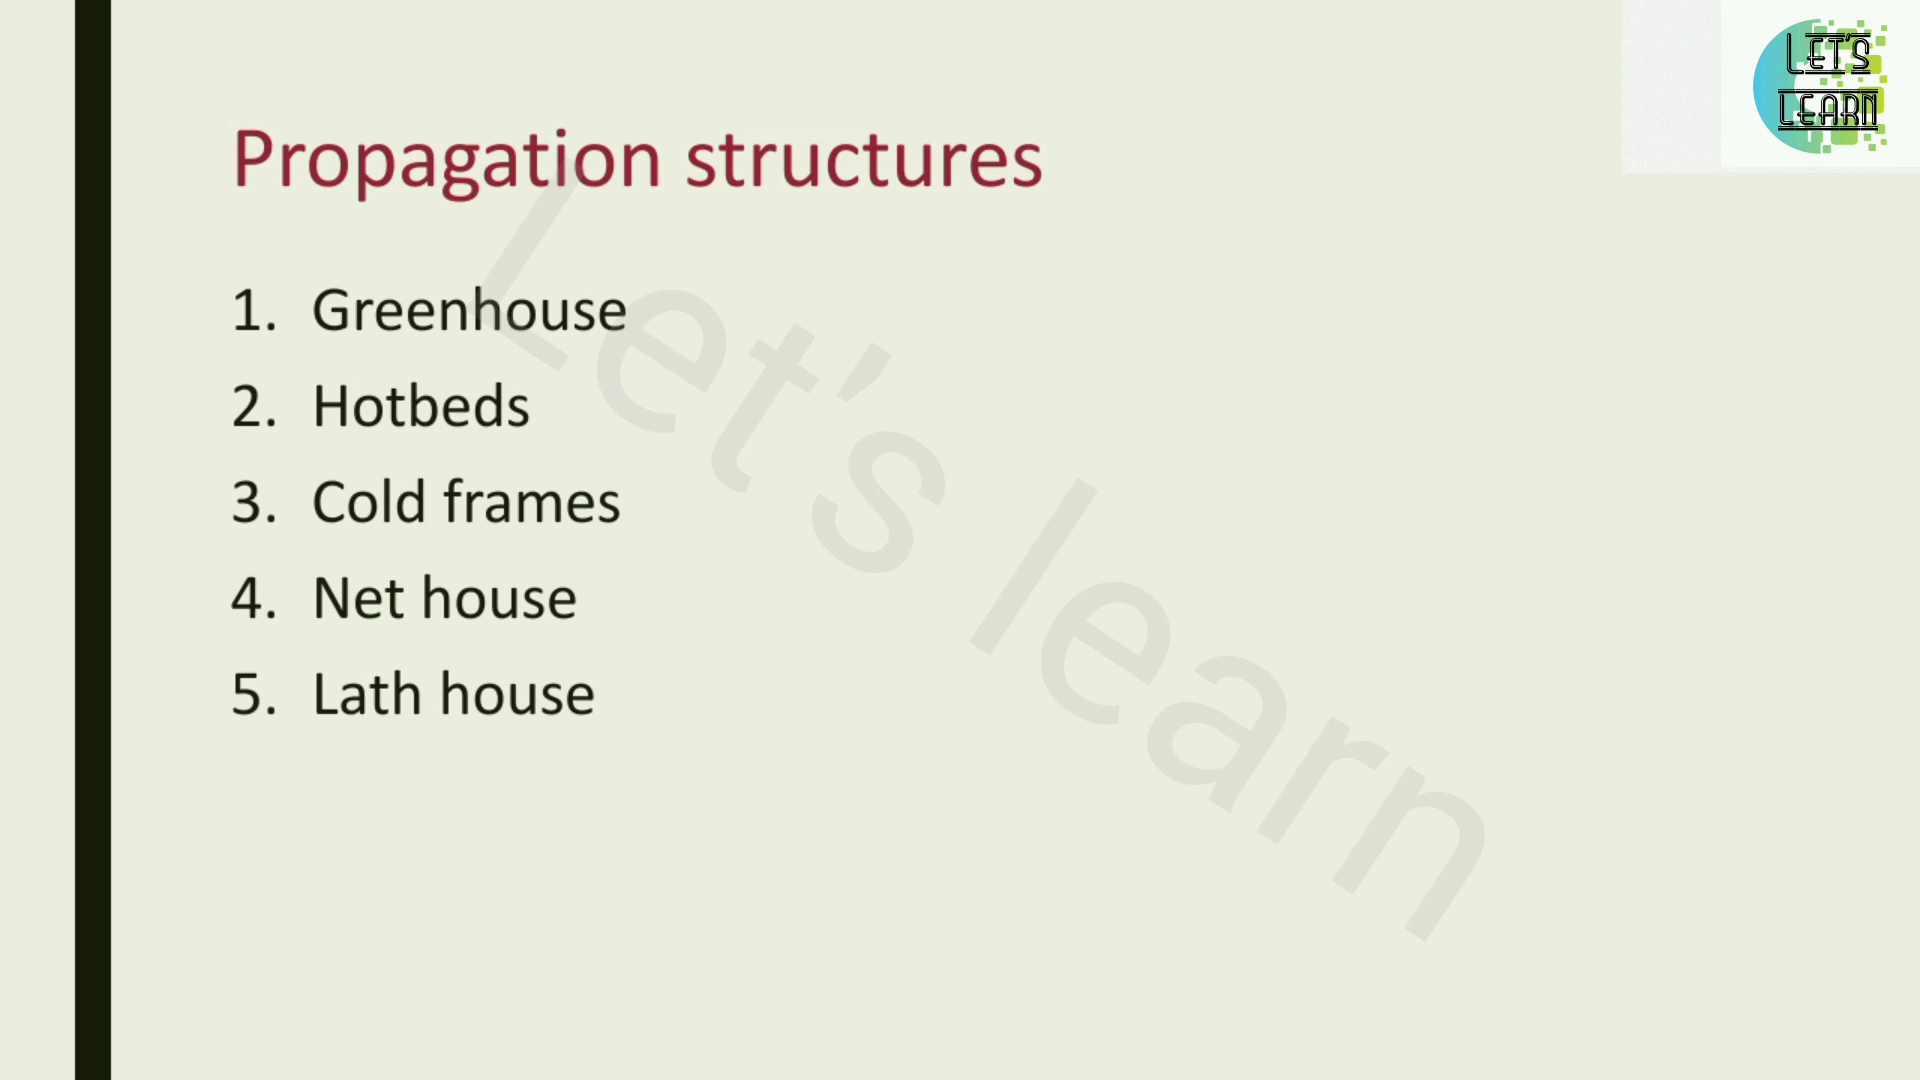 LET'S
LEARN
Propagation structures
1. Greenhouse
2. Hotbeds
3. Cold frames
4. Net house
5. Lath house
Let's learn